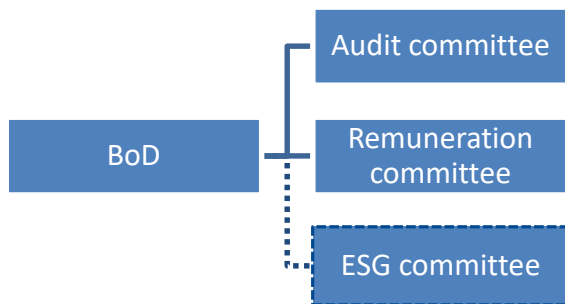 Audit committee
BoD
Remuneration
committee
ESG committee